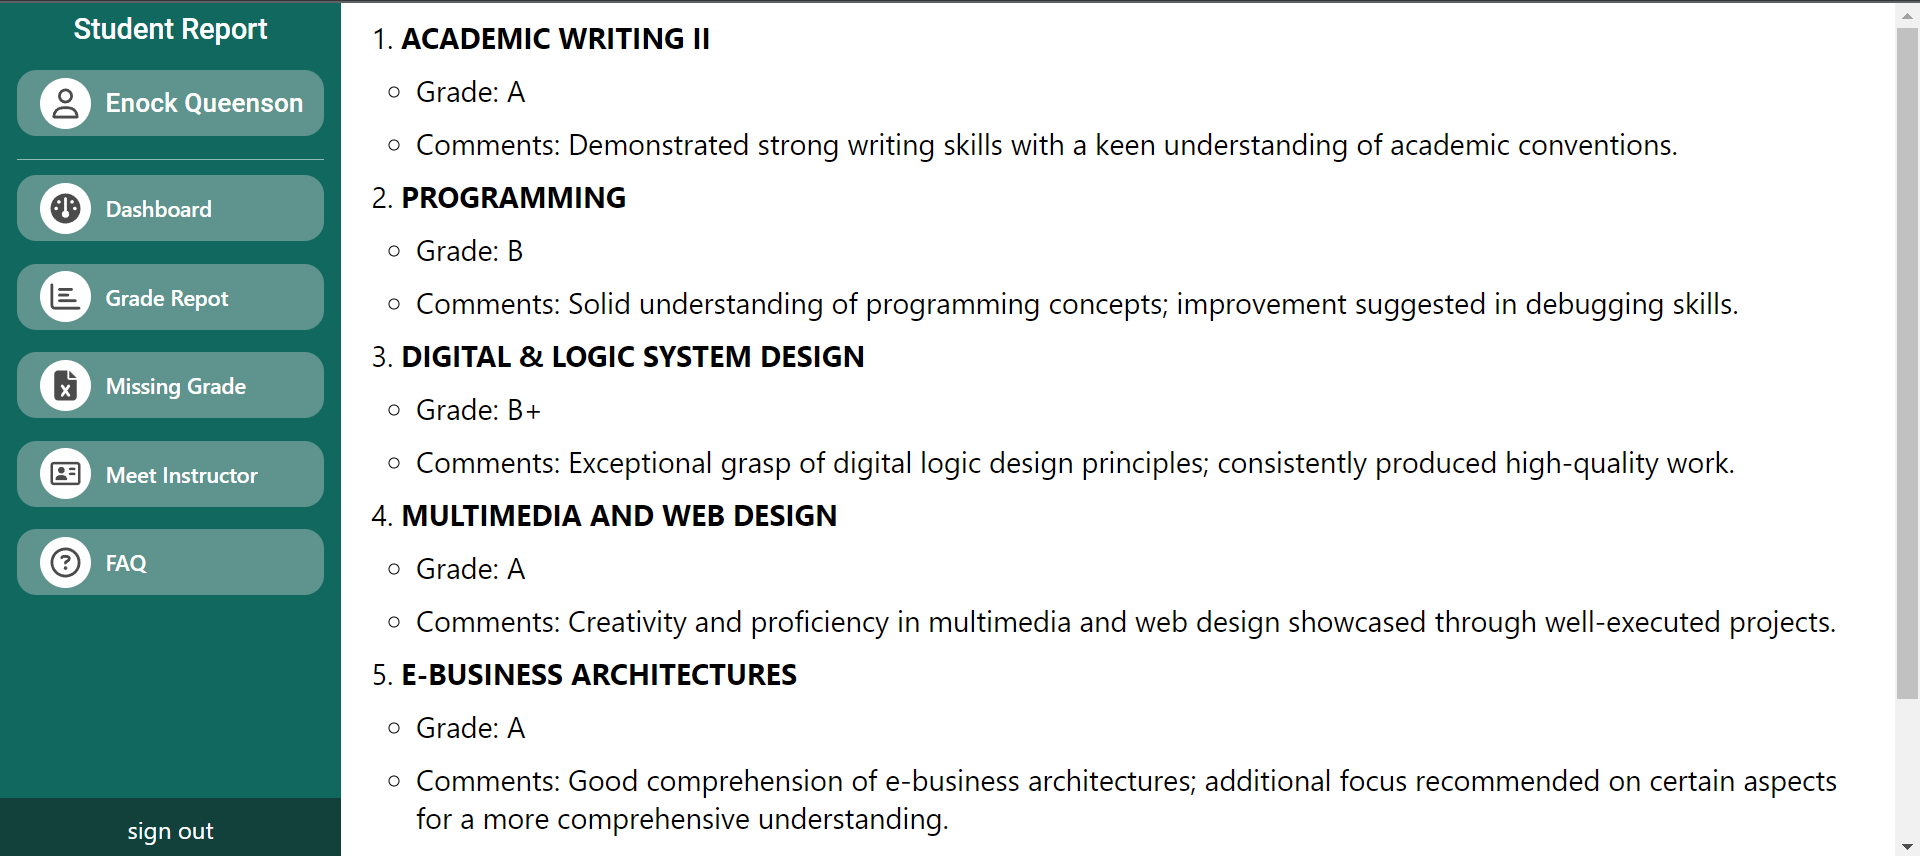 Student Report
Enock Queenson
Dashboard
Grade Repot
Missing Grade
Meet Instructor
FAQ
sign out
1. ACADEMIC WRITING II
Grade: A
Comments: Demonstrated strong writing skills with a keen understanding of academic conventions.
2. PROGRAMMING
Grade: B
Comments: Solid understanding of programming concepts; improvement suggested in debugging skills.
3. DIGITAL & LOGIC SYSTEM DESIGN
Grade: B+
Comments: Exceptional grasp of digital logic design principles; consistently produced high-quality work.
4. MULTIMEDIA AND WEB DESIGN
Grade: A
Comments: Creativity and proficiency in multimedia and web design showcased through well-executed projects.
5. E-BUSINESS ARCHITECTURES
Grade: A
Comments: Good comprehension of e-business architectures; additional focus recommended on certain aspects
for a more comprehensive understanding.